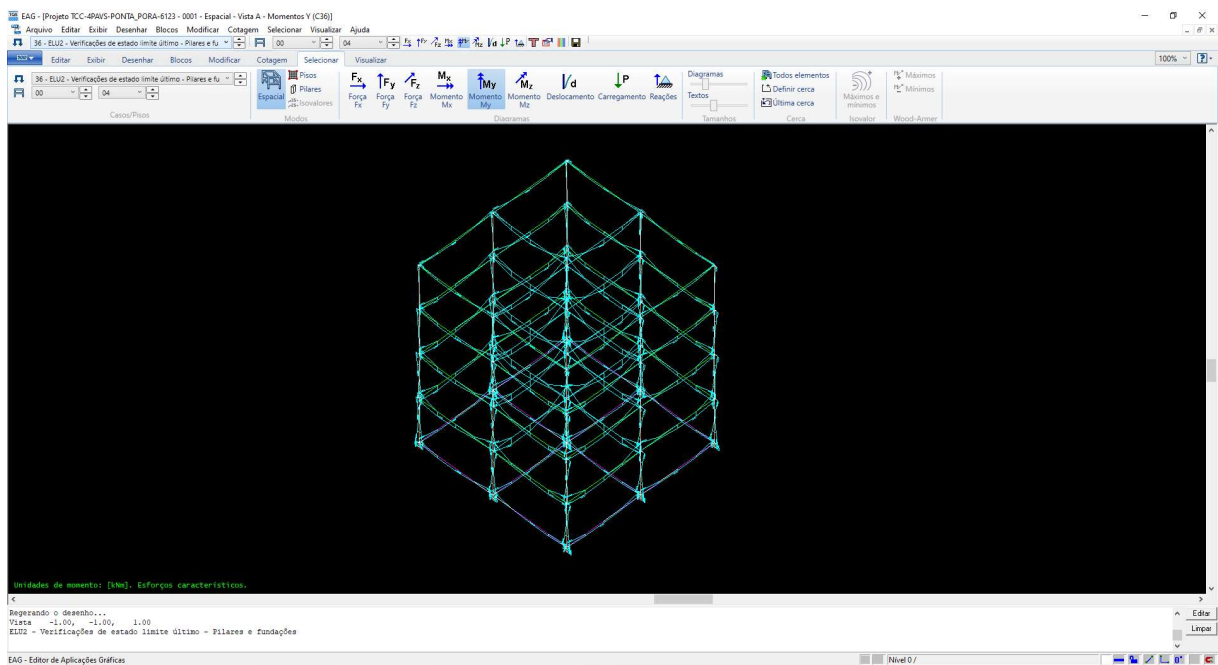 EAG - [Projeto TCC-4PAVS-PONTA_PORA-6123 - 0001 - Espacial - Vista A - Momentos Y (C36)]
Arquivo Editar Exibir Desenhar Blocos Modificar Cotagem Selecionar Visualizar Ajuda
36 - ELU2 - Verificações de estado limite último - Pilares e fu 00 04
Editar Exibir Desenhar Blocos Modificar Cotagem Selecionar Visualizar 100%
36 - ELU2 - Verificações de estado limite último - Pilares e fu
00 04
Casos/Pisos
Espacial
Pisos
Pilares
Isovalores
Modos
Fx Força Fx
Fy Força Fy
Fz Força Fz
Mx Momento Mx
My Momento My
Mz Momento Mz
d Deslocamento
P Carregamento
Reações
Diagramas
Diagramas
Textos
Tamanhos
Todos elementos
Definir cerca
Última cerca
Cerca
Máximos e mínimos
Isovalor
Máximos
Mínimos
Wood-Armer
Unidades de momento: [kNm]. Esforços característicos.
Regerando o desenho...
Vista -1.00, -1.00, 1.00
ELU2 - Verificações de estado limite último - Pilares e fundações
Editar
Limpar
EAG - Editor de Aplicações Gráficas
Nível 0 /